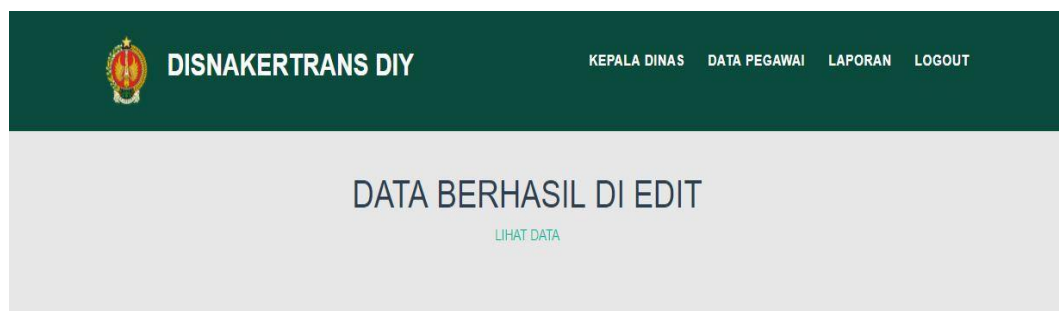 DISNAKERTRANS DIY
KEPALA DINAS DATA PEGAWAI LAPORAN LOGOUT
DATA BERHASIL DI EDIT
LIHAT DATA